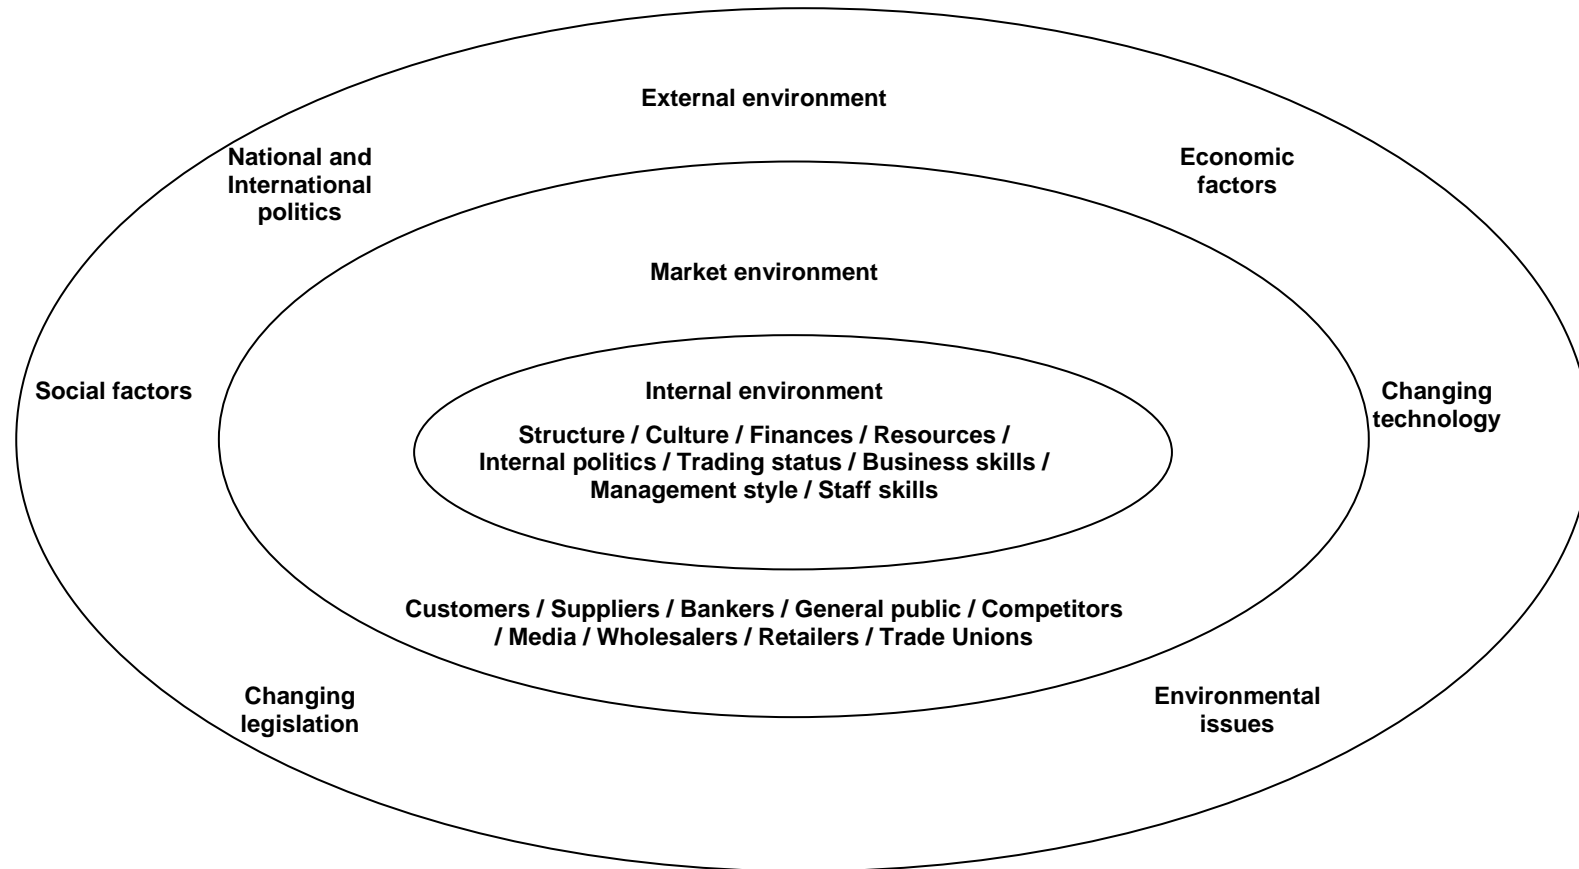 External environment
National and
International
politics
Economic
factors
Market environment
Social factors
Internal environment
Changing
technology
Structure / Culture / Finances / Resources /
Internal politics / Trading status / Business skills /
Management style / Staff skills
Customers / Suppliers / Bankers / General public / Competitors
/ Media / Wholesalers / Retailers / Trade Unions
Changing
legislation
Environmental
issues